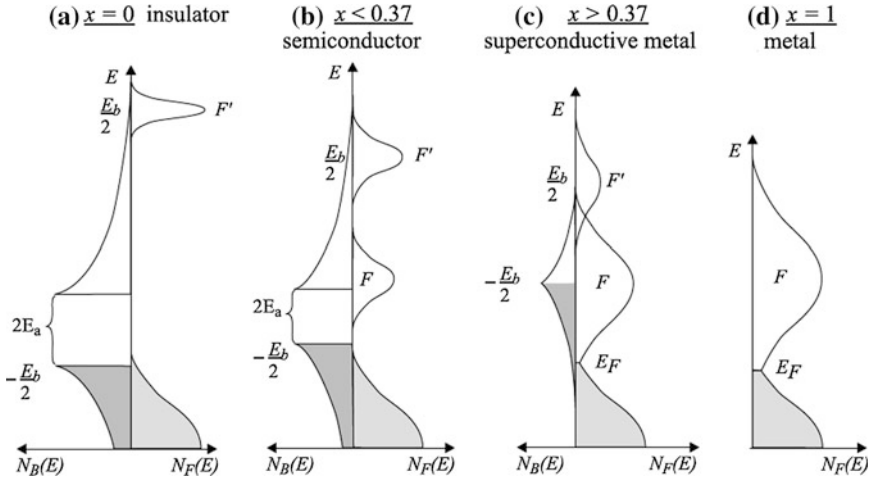 (a) x = 0 insulator
E
E_b/2
F'
2E_a
-E_b/2
N_B(E)
N_F(E)
(b) x < 0.37
semiconductor
E
E_b/2
F'
F
2E_a
-E_b/2
N_B(E)
N_F(E)
(c) x > 0.37
superconductive metal
E
E_b/2
F'
-E_b/2
F
E_F
N_B(E)
N_F(E)
(d) x = 1
metal
E
F
E_F
N_F(E)